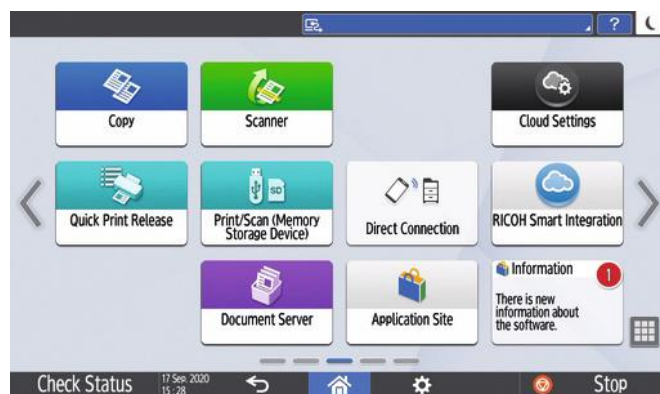 ?
Copy
Scanner
Cloud Settings
Quick Print Release
SD
Print/Scan (Memory
Storage Device)
Direct Connection
RICOH Smart Integration
Document Server
Application Site
Information
1
There is new
information about
the software.
Check Status
17 Sep. 2020
15:28
Stop